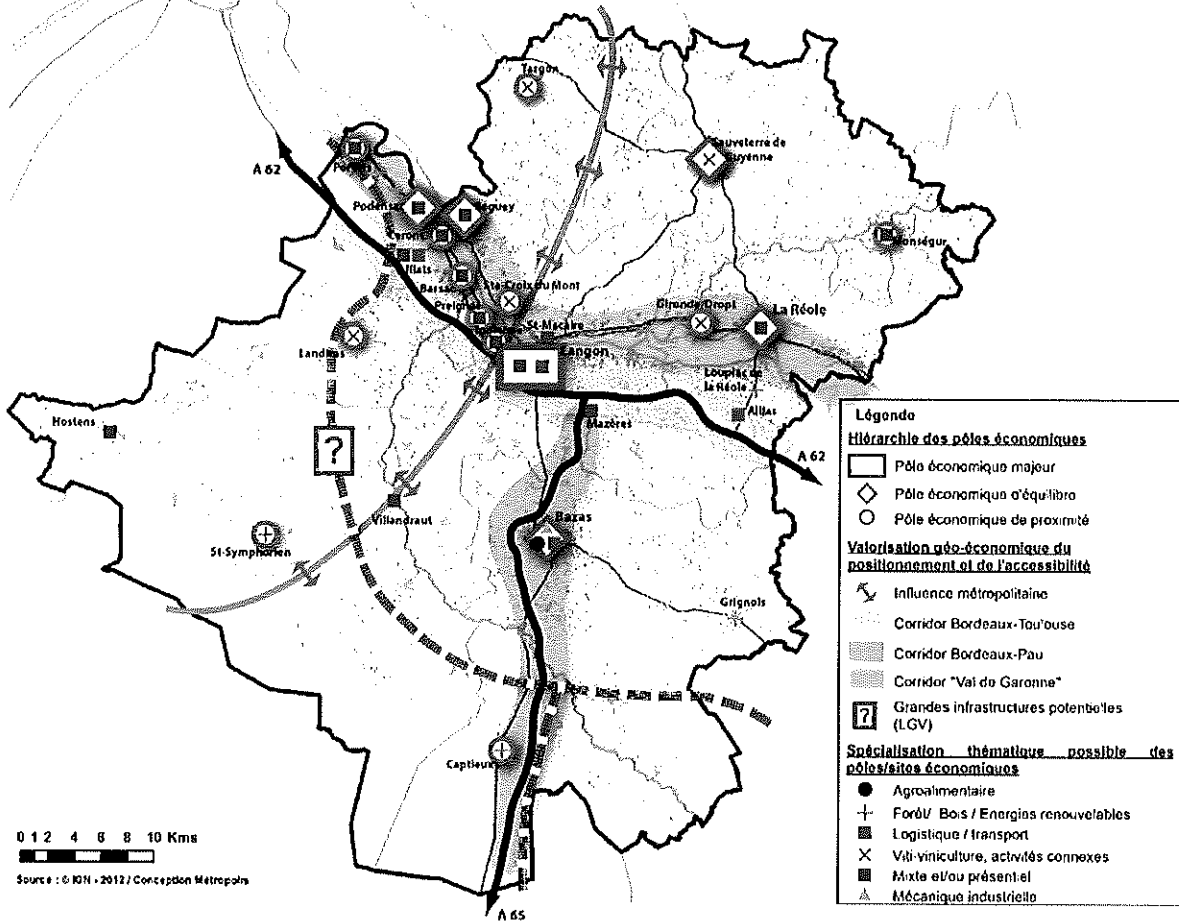 Targon
A 62
Sauveterre de
Guyenne
Podensac
Béguey
Monségur
Cérons
Illats
Barsac
Ste-Croix du Mont
Preignac
Gironde/Dropt
La Réole
St-Macaire
Langon
Landiras
Loupiac de
la Réole
Aillas
Hostens
Mazères
A 62
?
Villandraut
Bazas
St-Symphorien
Grignols
Captieux
A 65
0 1 2 4 6 8 10 Kms
Source : © IGN - 2012 / Conception Métropolis
Légende
Hiérarchie des pôles économiques
Pôle économique majeur
Pôle économique d'équilibre
Pôle économique de proximité
Valorisation géo-économique du
positionnement et de l'accessibilité
Influence métropolitaine
Corridor Bordeaux-Toulouse
Corridor Bordeaux-Pau
Corridor "Val de Garonne"
? Grandes infrastructures potentielles
(LGV)
Spécialisation thématique possible des
pôles/sites économiques
Agroalimentaire
Forêt/ Bois / Energies renouvelables
Logistique / transport
Viti-viniculture, activités connexes
Mixte et/ou présentiel
Mécanique industrielle